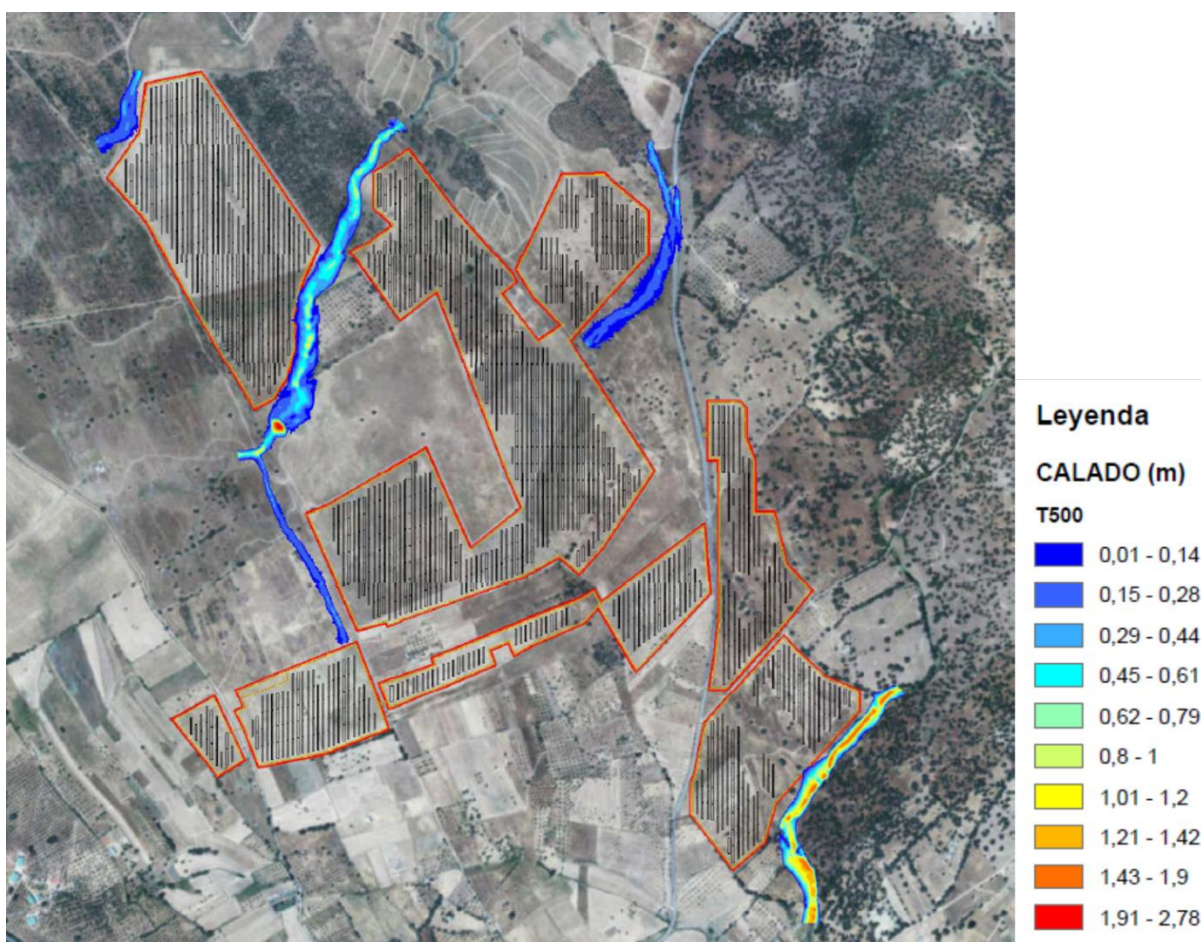 Leyenda
CALADO (m)
T500
0,01 - 0,14
0,15 - 0,28
0,29 - 0,44
0,45 - 0,61
0,62 - 0,79
0,8 - 1
1,01 - 1,2
1,21 - 1,42
1,43 - 1,9
1,91 - 2,78